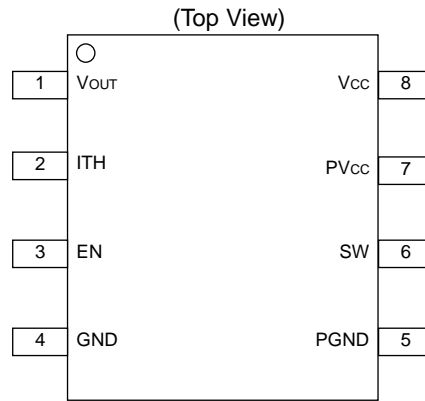 (Top View)
1 VOUT VCC 8
2 ITH PVCC 7
3 EN SW 6
4 GND PGND 5